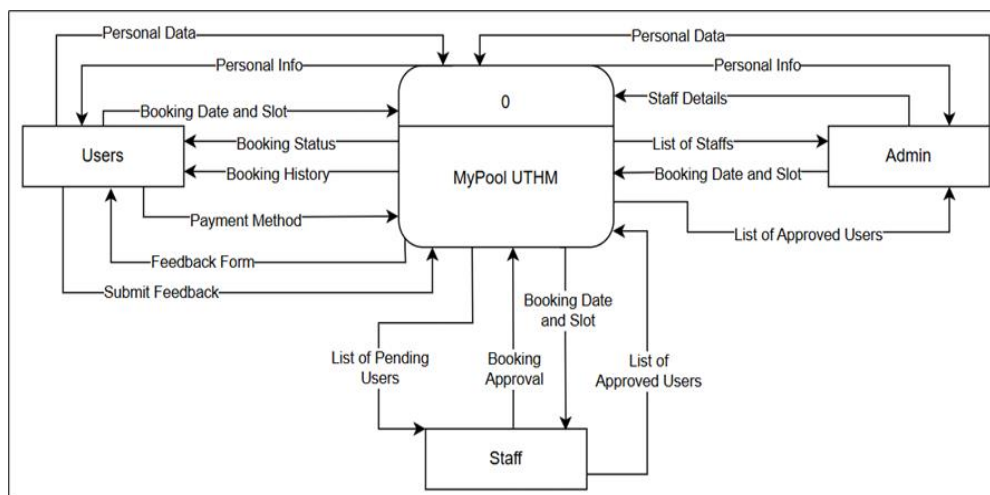 Personal Data
Personal Data
Personal Info
Personal Info
0
Staff Details
Booking Date and Slot
Users
Booking Status
List of Staffs
Admin
Booking History
MyPool UTHM
Booking Date and Slot
Payment Method
List of Approved Users
Feedback Form
Submit Feedback
Booking Date
and Slot
List of Pending
Users
Booking
Approval
List of
Approved Users
Staff